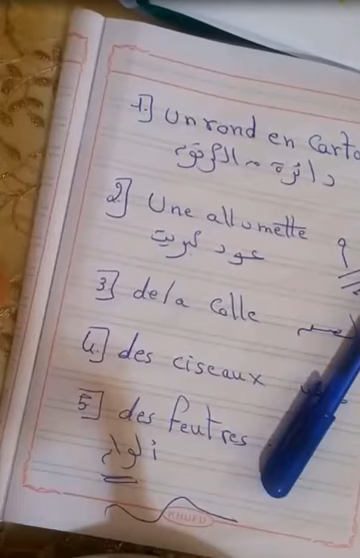 1.] Un rond en carto
دائرة من الكرتون
2] Une allumette
عود كبريت
3] de la colle
4.] des ciseaux
5] des feutres
ألوان
KHUFU